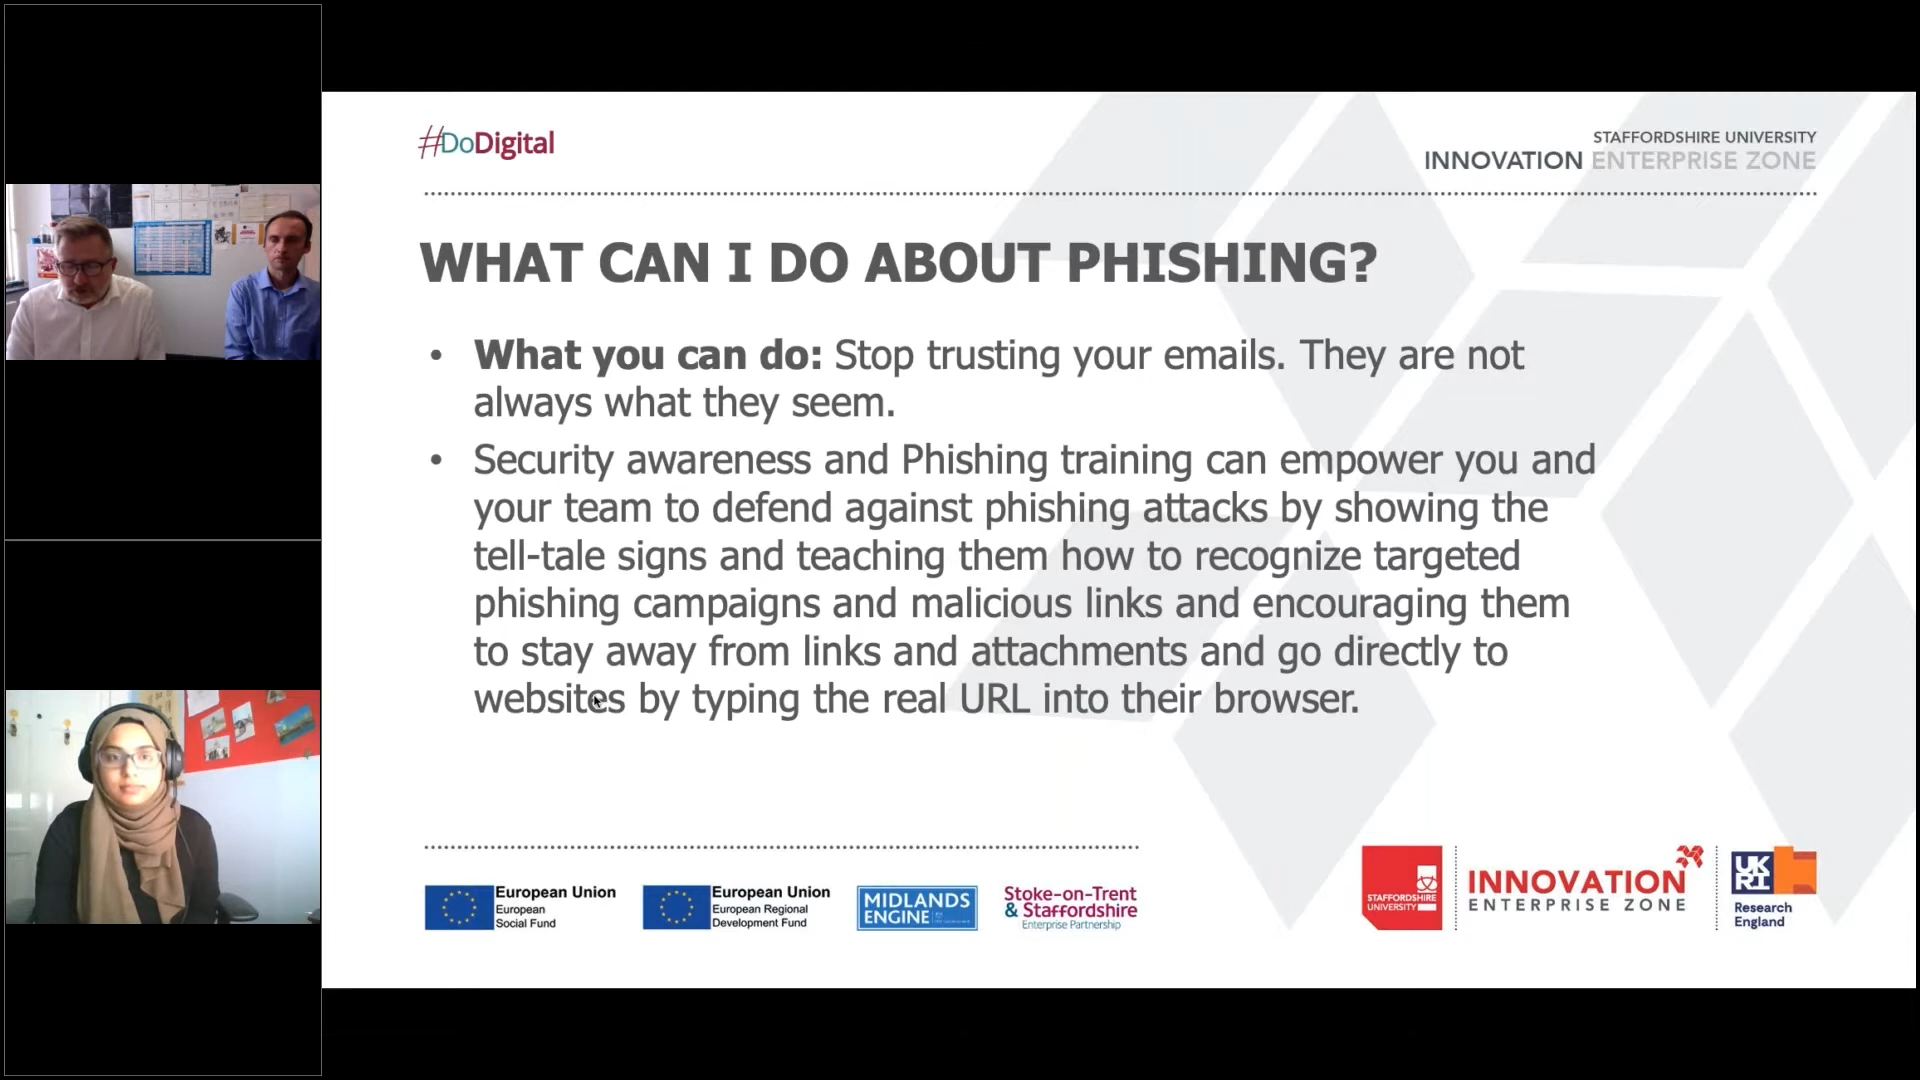 #DoDigital
STAFFORDSHIRE UNIVERSITY
INNOVATION ENTERPRISE ZONE
WHAT CAN I DO ABOUT PHISHING?
• What you can do: Stop trusting your emails. They are not
always what they seem.
• Security awareness and Phishing training can empower you and
your team to defend against phishing attacks by showing the
tell-tale signs and teaching them how to recognize targeted
phishing campaigns and malicious links and encouraging them
to stay away from links and attachments and go directly to
websites by typing the real URL into their browser.
European Union
European
Social Fund
European Union
European Regional
Development Fund
MIDLANDS
ENGINE
Stoke-on-Trent
& Staffordshire
Enterprise Partnership
STAFFORDSHIRE
UNIVERSITY
INNOVATION
ENTERPRISE ZONE
UK
RI
Research
England